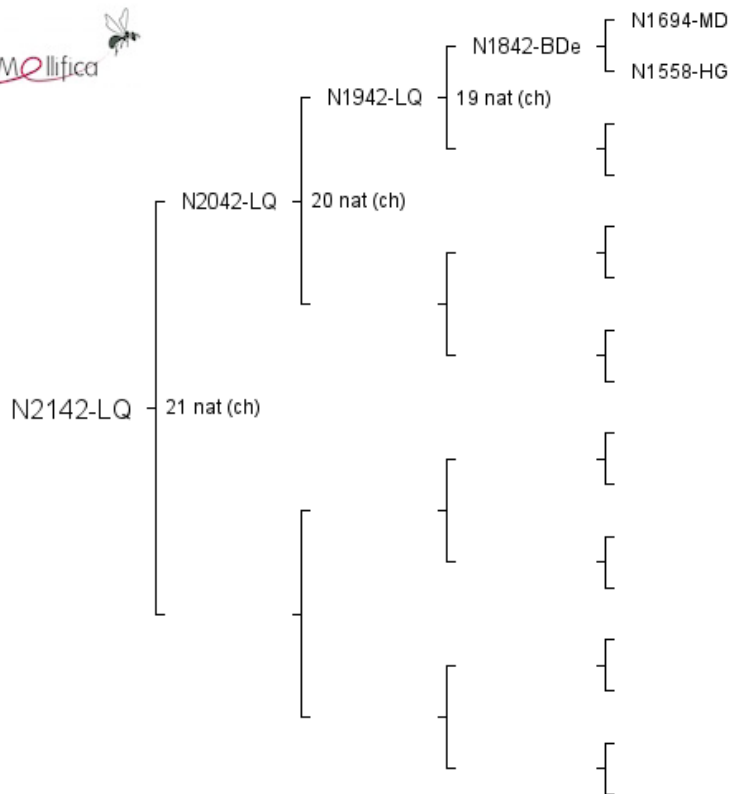 Mellifica
N1694-MD
N1842-BDe
N1558-HG
N1942-LQ
19 nat (ch)
N2042-LQ
20 nat (ch)
N2142-LQ
21 nat (ch)